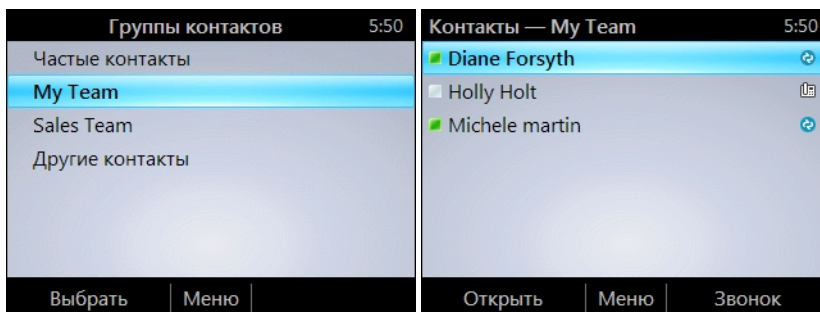 Группы контактов 5:50
Частые контакты
My Team
Sales Team
Другие контакты
Выбрать Меню
Контакты — My Team 5:50
Diane Forsyth
Holly Holt
Michele martin
Открыть Меню Звонок